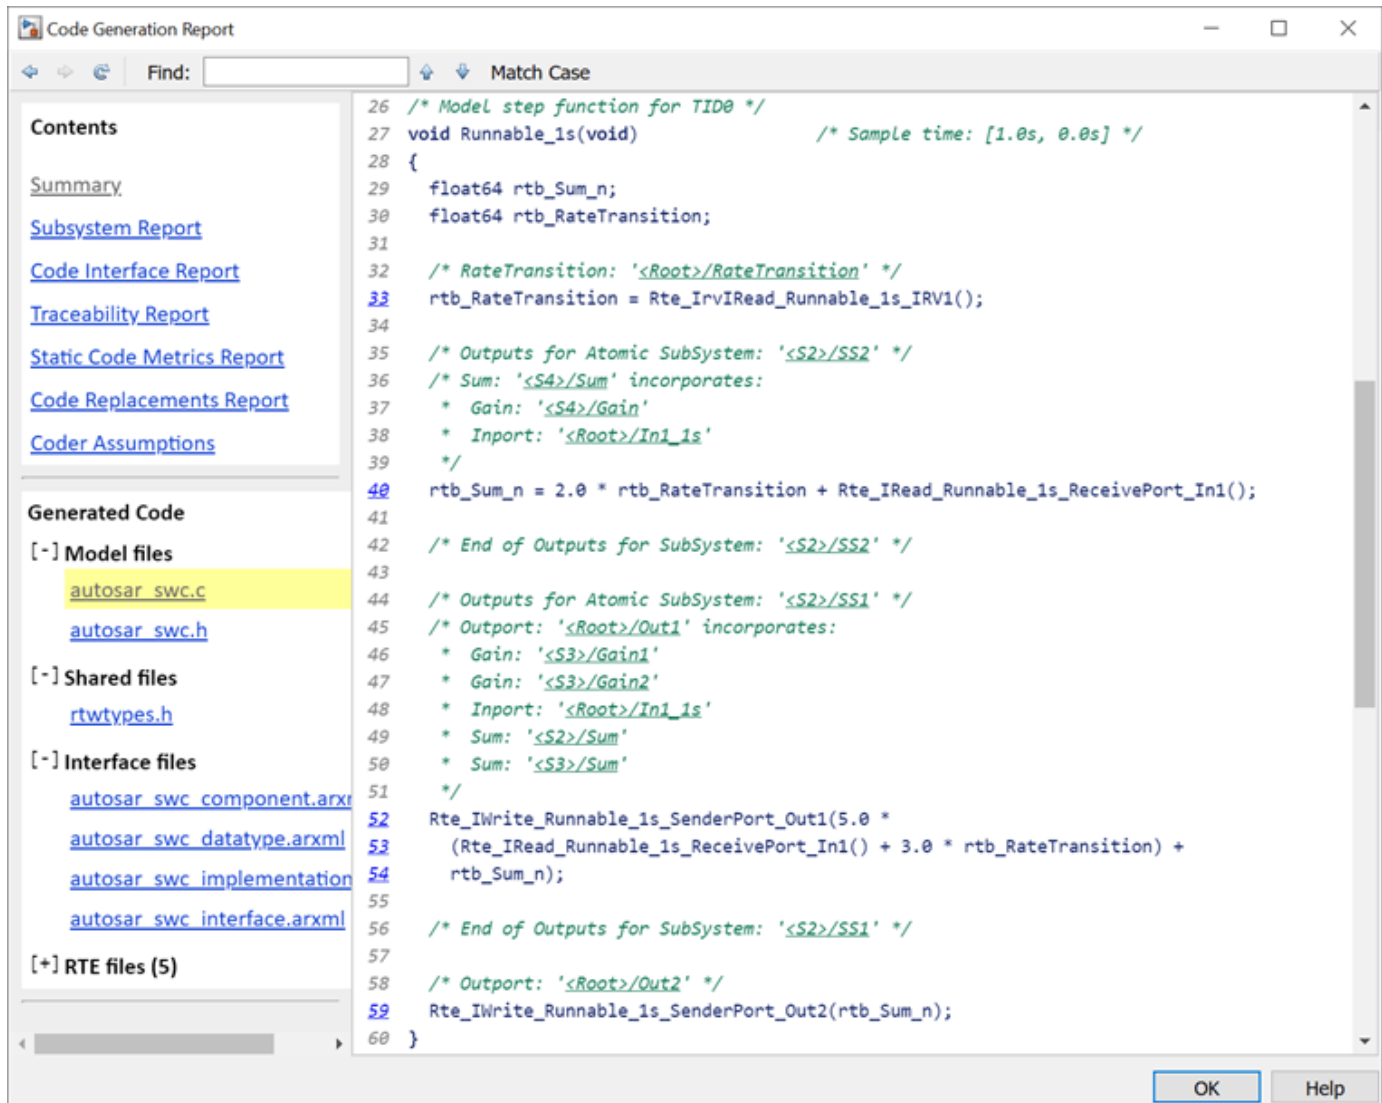 Code Generation Report
Find:
Match Case
Contents
Summary
Subsystem Report
Code Interface Report
Traceability Report
Static Code Metrics Report
Code Replacements Report
Coder Assumptions
Generated Code
[-] Model files
autosar_swc.c
autosar_swc.h
[-] Shared files
rtwtypes.h
[-] Interface files
autosar_swc_component.arxm
autosar_swc_datatype.arxml
autosar_swc_implementation
autosar_swc_interface.arxml
[+] RTE files (5)
26 /* Model step function for TID0 */
27 void Runnable_1s(void) /* Sample time: [1.0s, 0.0s] */
28 {
29 float64 rtb_Sum_n;
30 float64 rtb_RateTransition;
31
32 /* RateTransition: '<Root>/RateTransition' */
33 rtb_RateTransition = Rte_IrvIRead_Runnable_1s_IRV1();
34
35 /* Outputs for Atomic SubSystem: '<S2>/SS2' */
36 /* Sum: '<S4>/Sum' incorporates:
37 * Gain: '<S4>/Gain'
38 * Inport: '<Root>/In1_1s'
39 */
40 rtb_Sum_n = 2.0 * rtb_RateTransition + Rte_IRead_Runnable_1s_ReceivePort_In1();
41
42 /* End of Outputs for SubSystem: '<S2>/SS2' */
43
44 /* Outputs for Atomic SubSystem: '<S2>/SS1' */
45 /* Outport: '<Root>/Out1' incorporates:
46 * Gain: '<S3>/Gain1'
47 * Gain: '<S3>/Gain2'
48 * Inport: '<Root>/In1_1s'
49 * Sum: '<S2>/Sum'
50 * Sum: '<S3>/Sum'
51 */
52 Rte_IWrite_Runnable_1s_SenderPort_Out1(5.0 *
53 (Rte_IRead_Runnable_1s_ReceivePort_In1() + 3.0 * rtb_RateTransition) +
54 rtb_Sum_n);
55
56 /* End of Outputs for SubSystem: '<S2>/SS1' */
57
58 /* Outport: '<Root>/Out2' */
59 Rte_IWrite_Runnable_1s_SenderPort_Out2(rtb_Sum_n);
60 }
OK
Help